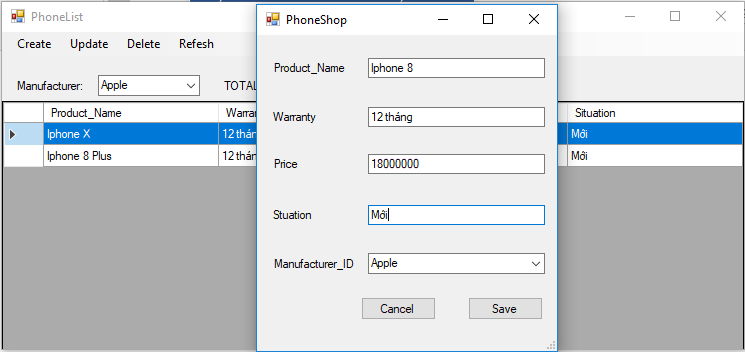 PhoneList
Create Update Delete Refesh
Manufacturer: Apple TOTAL
Product_Name Warran Situation
Iphone X 12 thán Mới
Iphone 8 Plus 12 thán Mới
PhoneShop
Product_Name Iphone 8
Warranty 12 tháng
Price 18000000
Stuation Mới
Manufacturer_ID Apple
Cancel Save